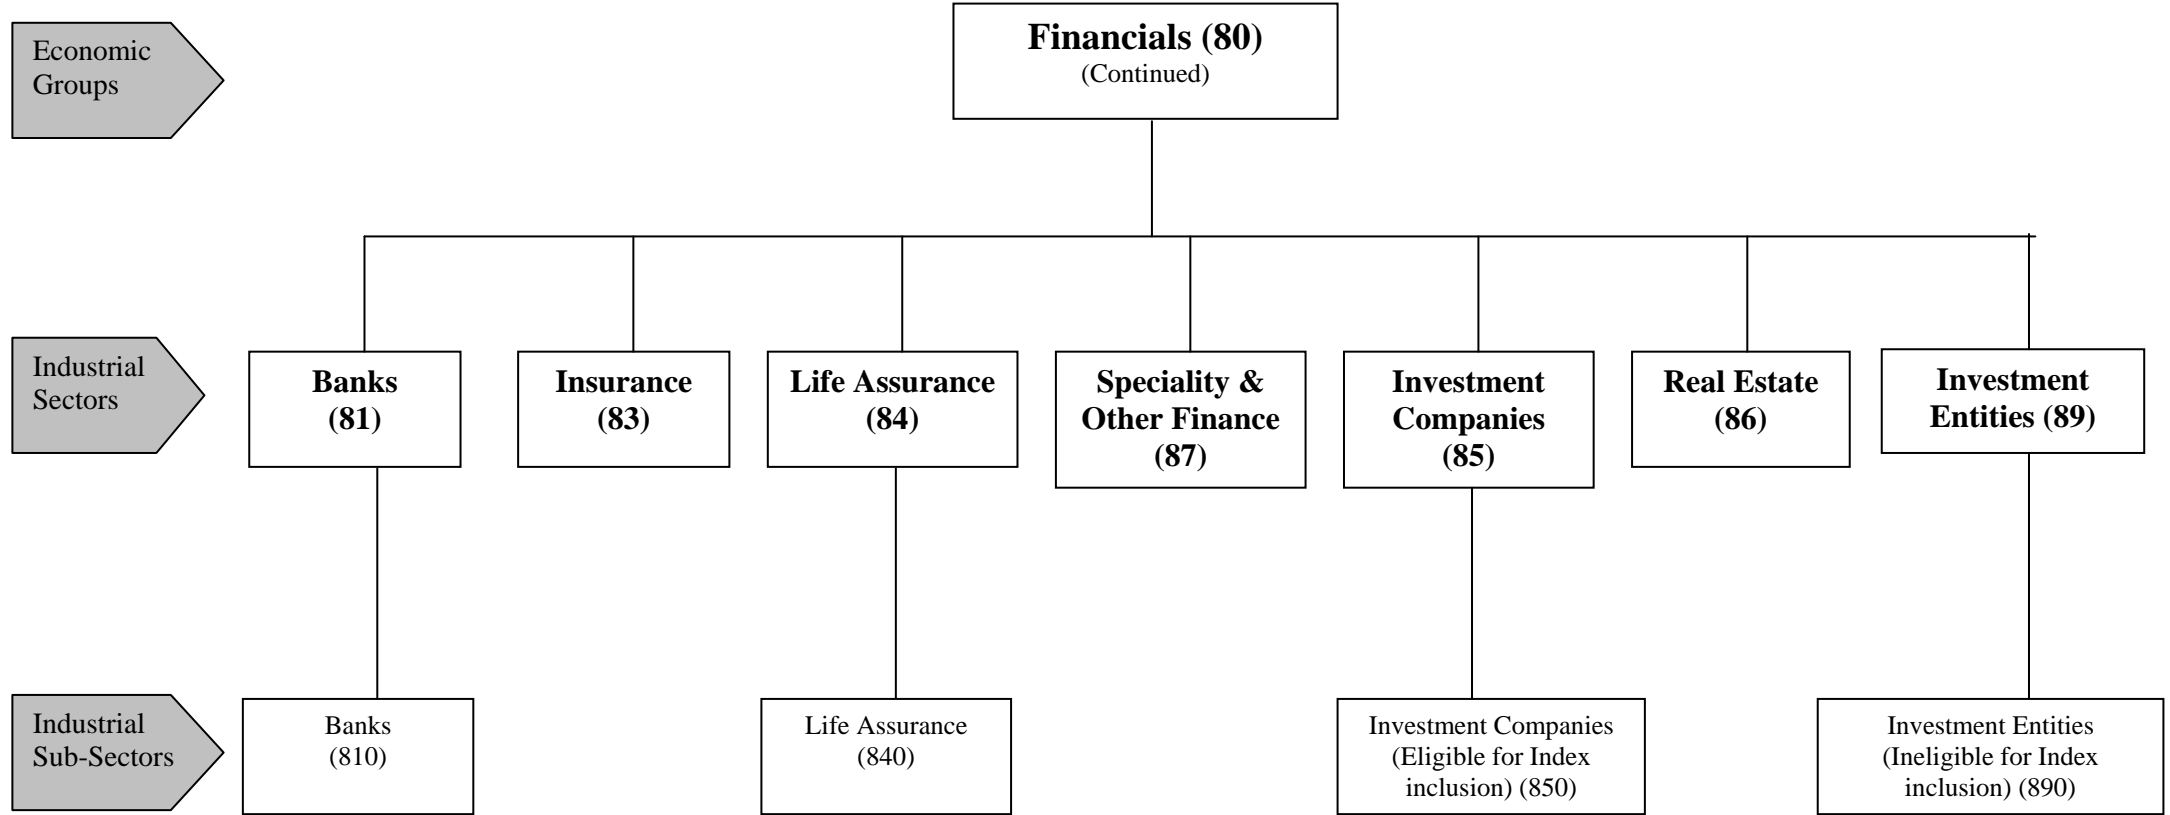 Economic
Groups
Financials (80)
(Continued)
Industrial
Sectors
Banks
(81)
Insurance
(83)
Life Assurance
(84)
Speciality &
Other Finance
(87)
Investment
Companies
(85)
Real Estate
(86)
Investment
Entities (89)
Industrial
Sub-Sectors
Banks
(810)
Life Assurance
(840)
Investment Companies
(Eligible for Index
inclusion) (850)
Investment Entities
(Ineligible for Index
inclusion) (890)